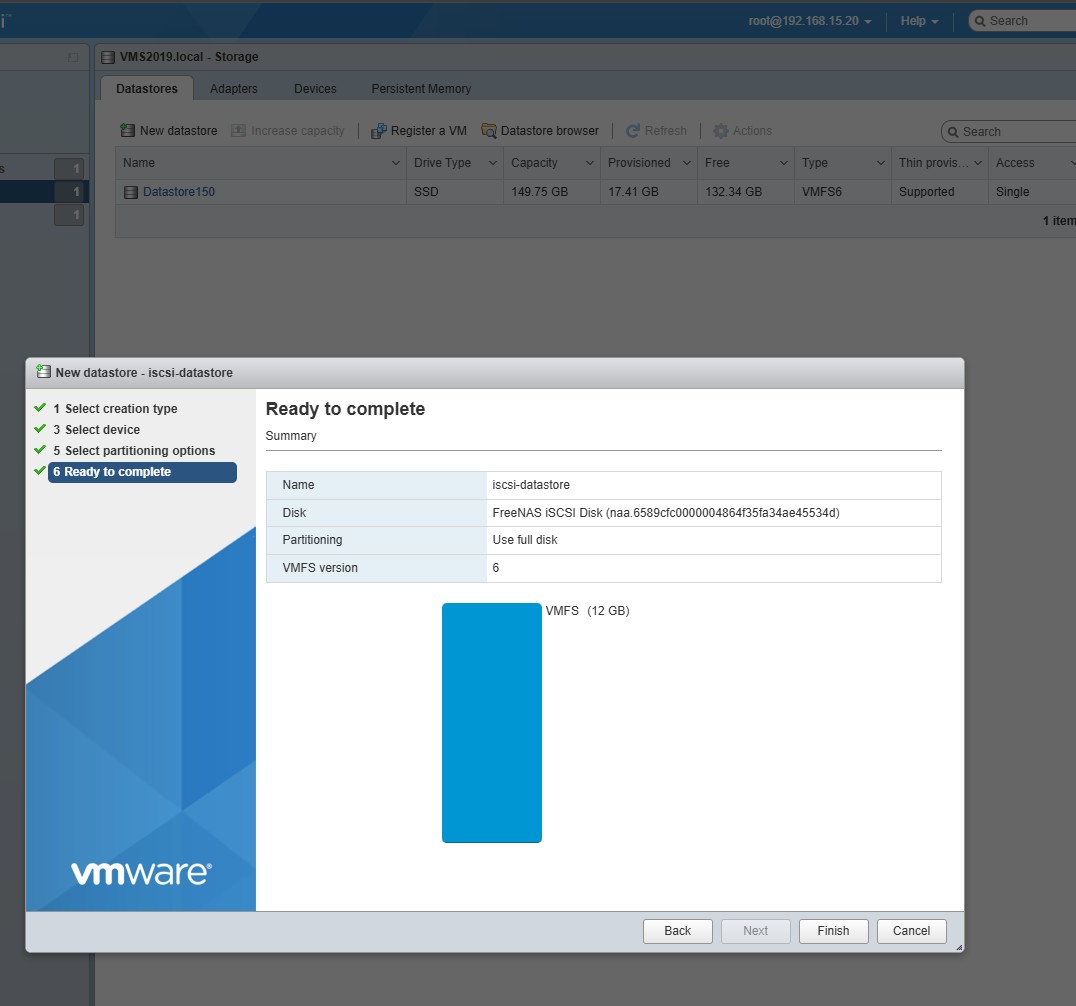 root@192.168.15.20 Help Search
VMS2019.local - Storage
Datastores Adapters Devices Persistent Memory
New datastore Increase capacity Register a VM Datastore browser Refresh Actions Search
Name Drive Type Capacity Provisioned Free Type Thin provis... Access
1
Datastore150 SSD 149.75 GB 17.41 GB 132.34 GB VMFS6 Supported Single
1
1
1 item
New datastore - iscsi-datastore
1 Select creation type
3 Select device
5 Select partitioning options
6 Ready to complete
Ready to complete
Summary
Name iscsi-datastore
Disk FreeNAS iSCSI Disk (naa.6589cfc0000004864f35fa34ae45534d)
Partitioning Use full disk
VMFS version 6
VMFS (12 GB)
vmware®
Back Next Finish Cancel